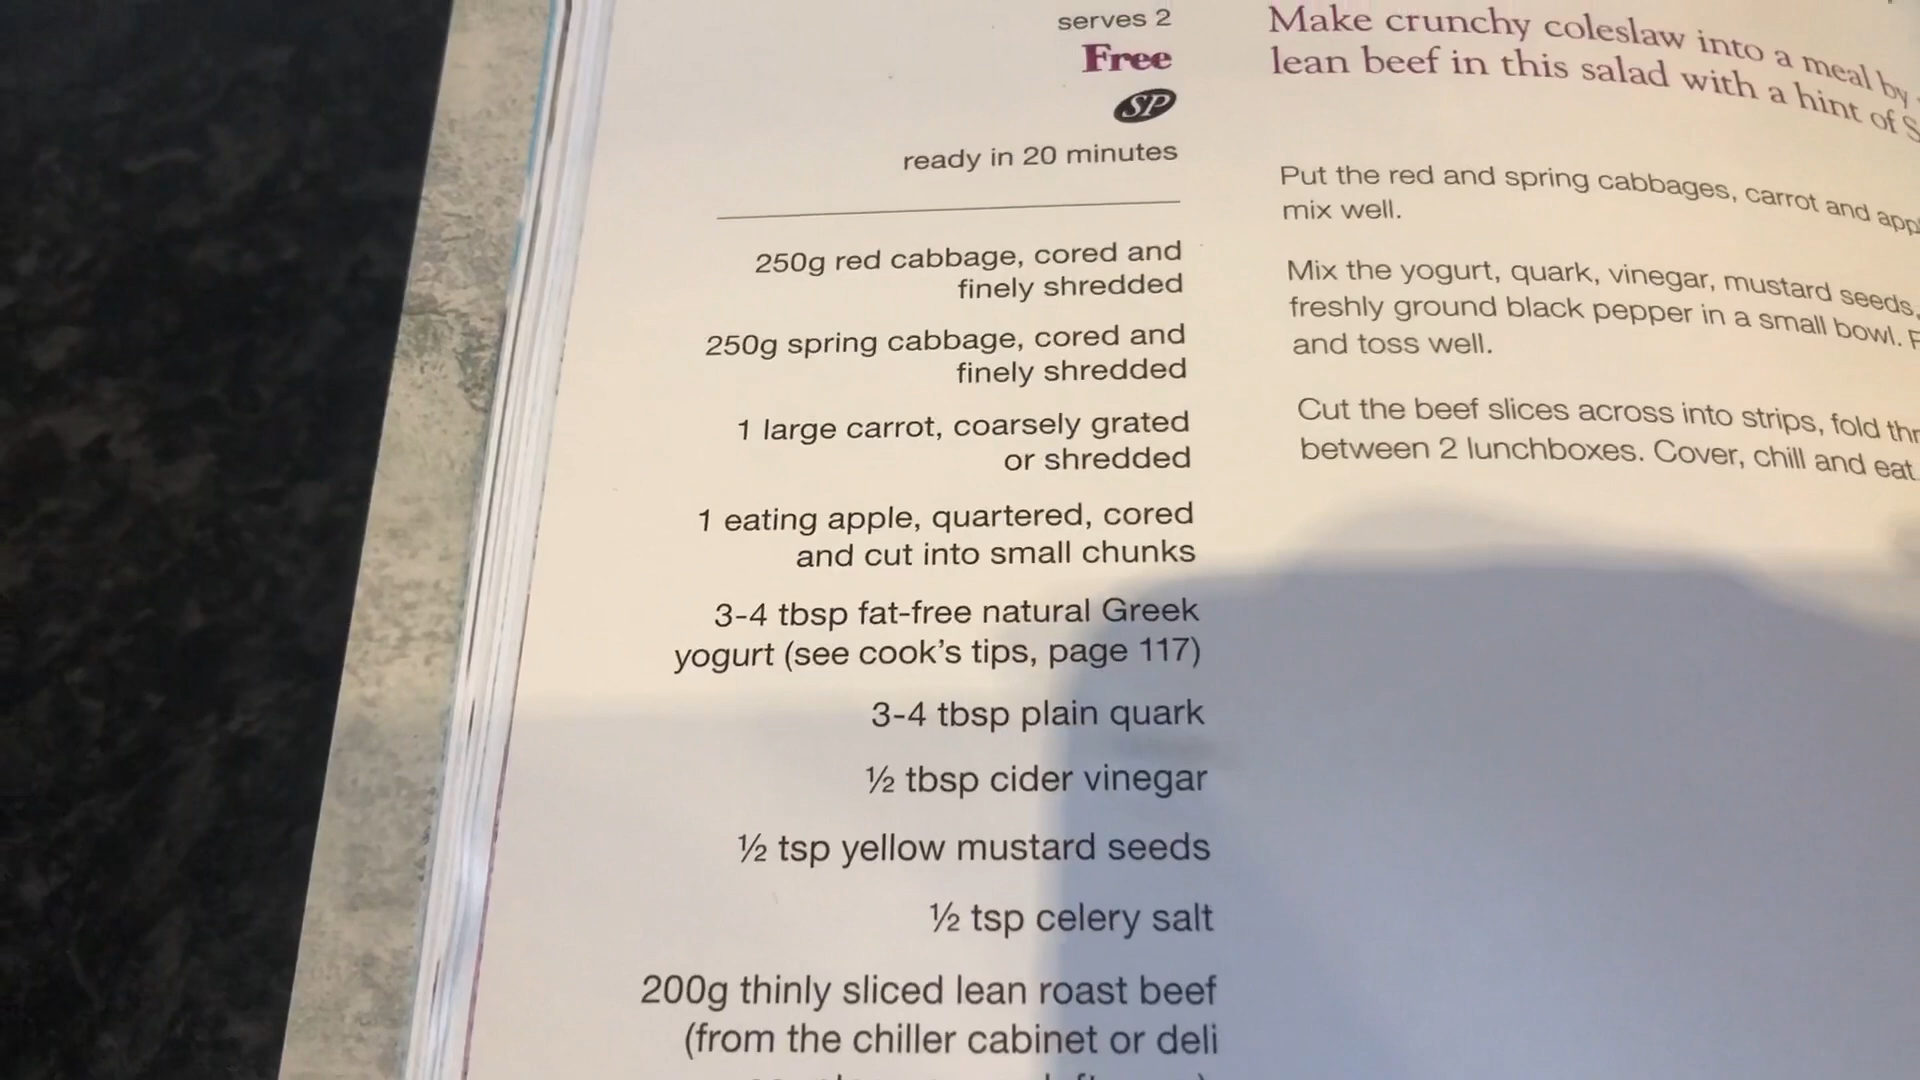 serves 2
Free
SP
ready in 20 minutes
250g red cabbage, cored and
finely shredded
250g spring cabbage, cored and
finely shredded
1 large carrot, coarsely grated
or shredded
1 eating apple, quartered, cored
and cut into small chunks
3-4 tbsp fat-free natural Greek
yogurt (see cook's tips, page 117)
3-4 tbsp plain quark
½ tbsp cider vinegar
½ tsp yellow mustard seeds
½ tsp celery salt
200g thinly sliced lean roast beef
(from the chiller cabinet or deli
Make crunchy coleslaw into a meal by
lean beef in this salad with a hint of
Put the red and spring cabbages, carrot and
mix well.
Mix the yogurt, quark, vinegar, mustard seeds,
freshly ground black pepper in a small bowl.
and toss well.
Cut the beef slices across into strips, fold
between 2 lunchboxes. Cover, chill and eat